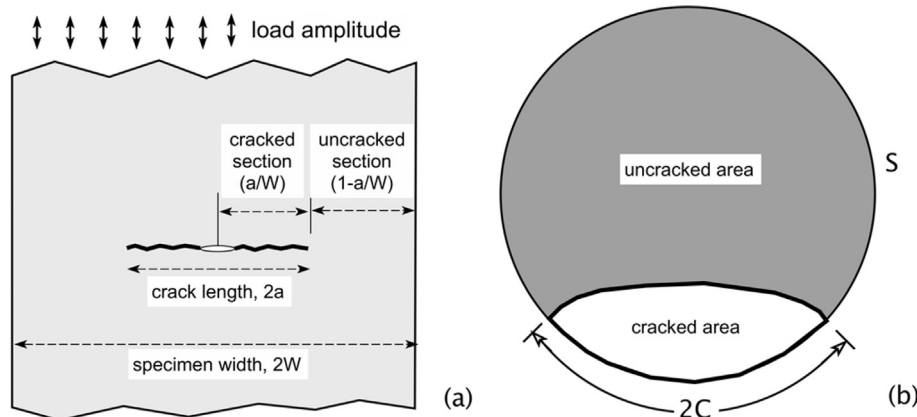 load amplitude
cracked
section
(a/W)
uncracked
section
(1-a/W)
crack length, 2a
specimen width, 2W
(a)
S
uncracked area
cracked area
2C
(b)